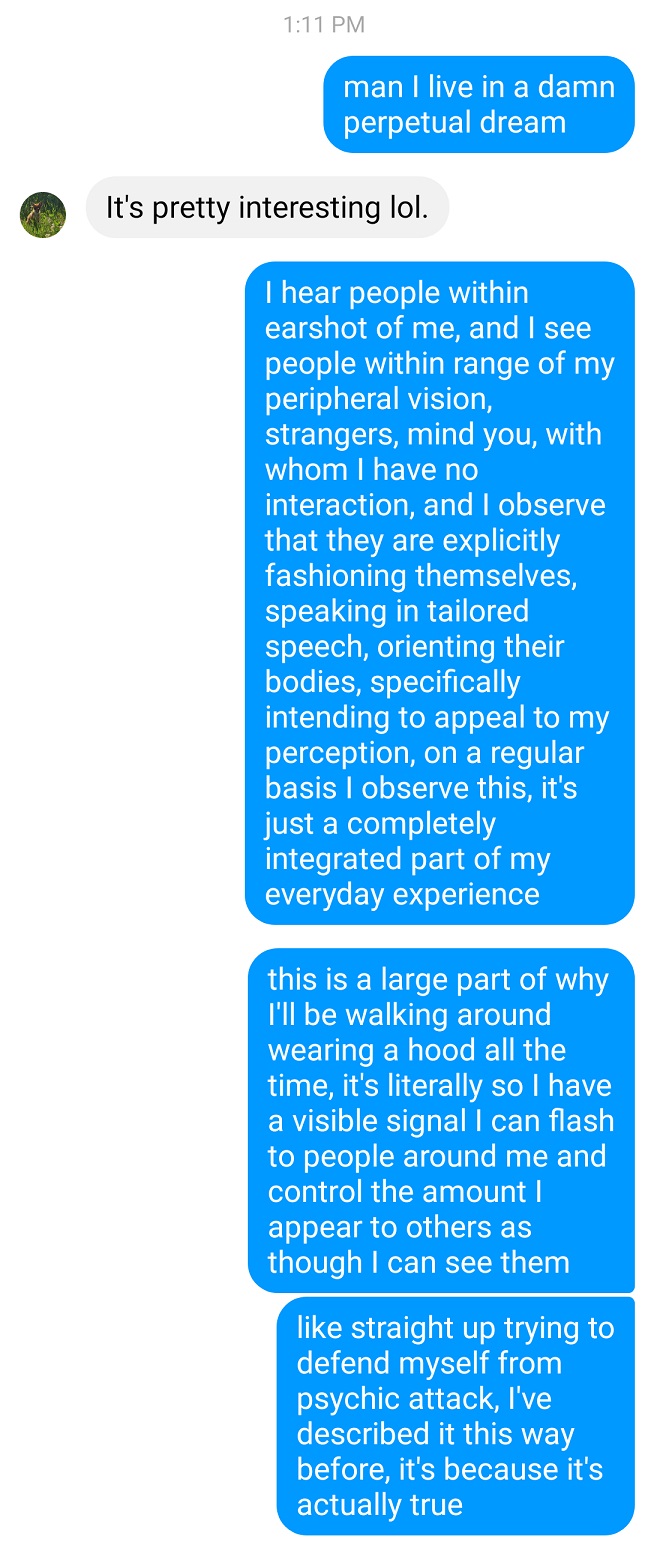 1:11 PM
man I live in a damn
perpetual dream
It's pretty interesting lol.
I hear people within
earshot of me, and I see
people within range of my
peripheral vision,
strangers, mind you, with
whom I have no
interaction, and I observe
that they are explicitly
fashioning themselves,
speaking in tailored
speech, orienting their
bodies, specifically
intending to appeal to my
perception, on a regular
basis I observe this, it's
just a completely
integrated part of my
everyday experience
this is a large part of why
I'll be walking around
wearing a hood all the
time, it's literally so I have
a visible signal I can flash
to people around me and
control the amount I
appear to others as
though I can see them
like straight up trying to
defend myself from
psychic attack, I've
described it this way
before, it's because it's
actually true